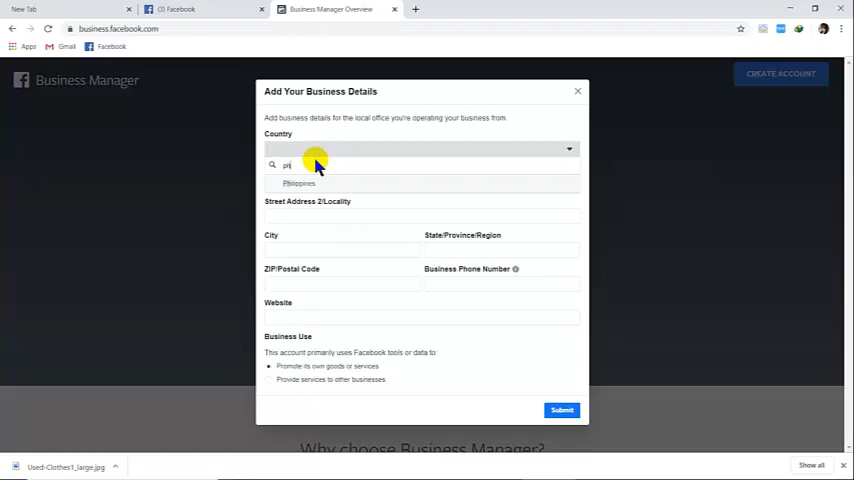 New Tab
(3) Facebook
Business Manager Overview
business.facebook.com
Apps
Gmail
Facebook
Business Manager
CREATE ACCOUNT
Add Your Business Details
Add business details for the local office you're operating your business from.
Country
ph
Philippines
Street Address 2/Locality
City
State/Province/Region
ZIP/Postal Code
Business Phone Number
Website
Business Use
This account primarily uses Facebook tools or data to
Promote its own goods or services
Provide services to other businesses
Submit
Why choose Business Manager?
Used-Clothes1_large.jpg
Show all